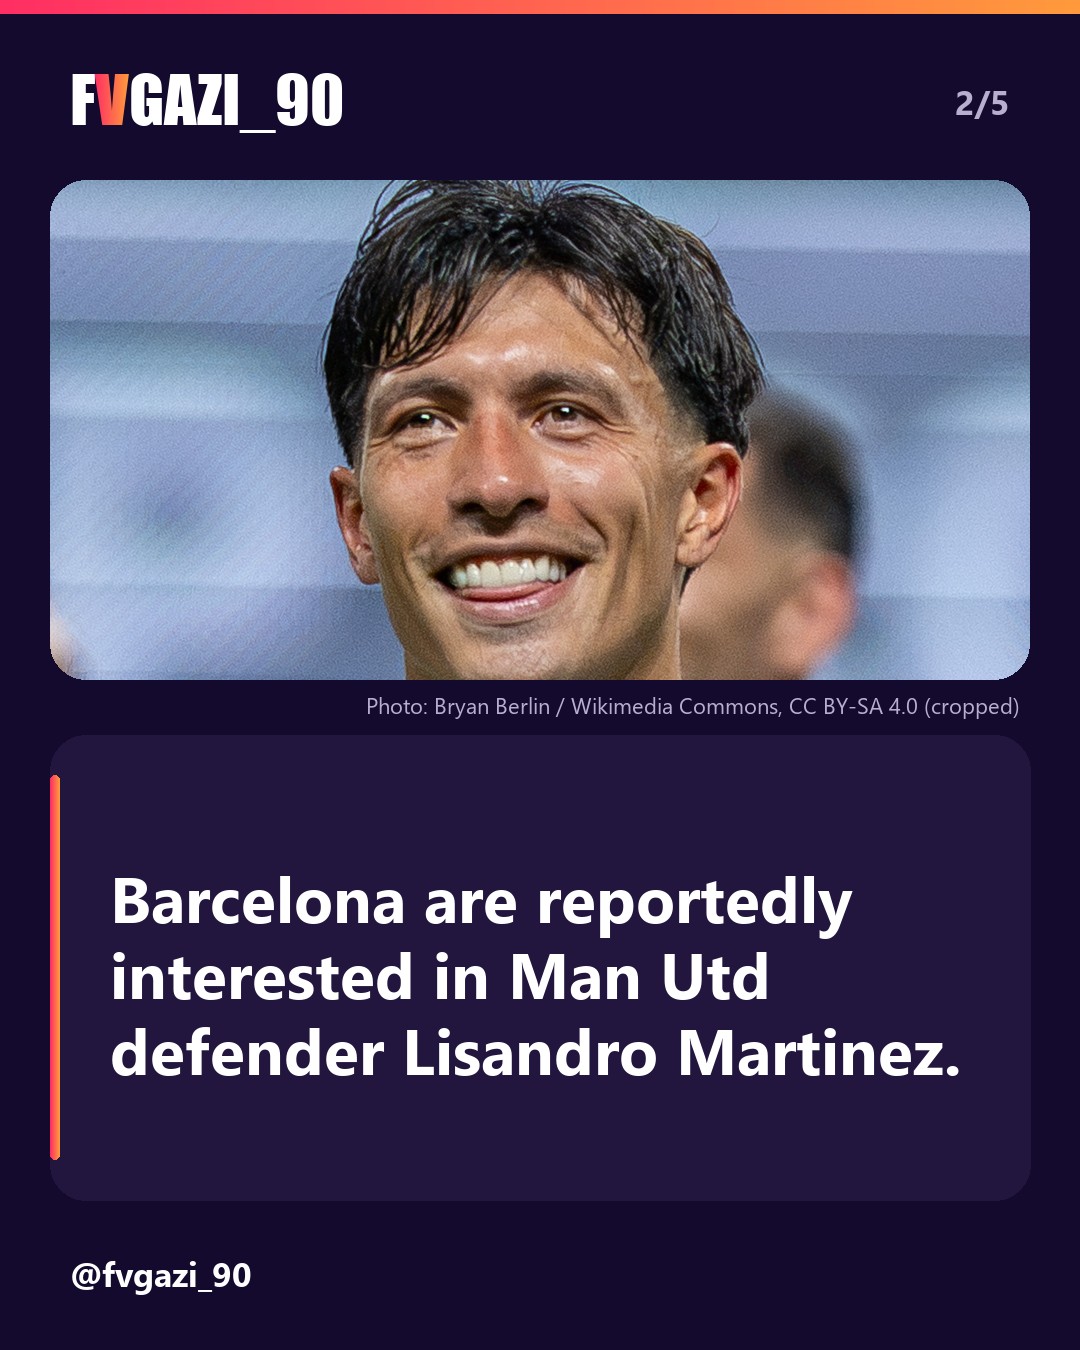 FVGAZI_90
2/5
Photo: Bryan Berlin / Wikimedia Commons, CC BY-SA 4.0 (cropped)
Barcelona are reportedly
interested in Man Utd
defender Lisandro Martinez.
@fvgazi_90